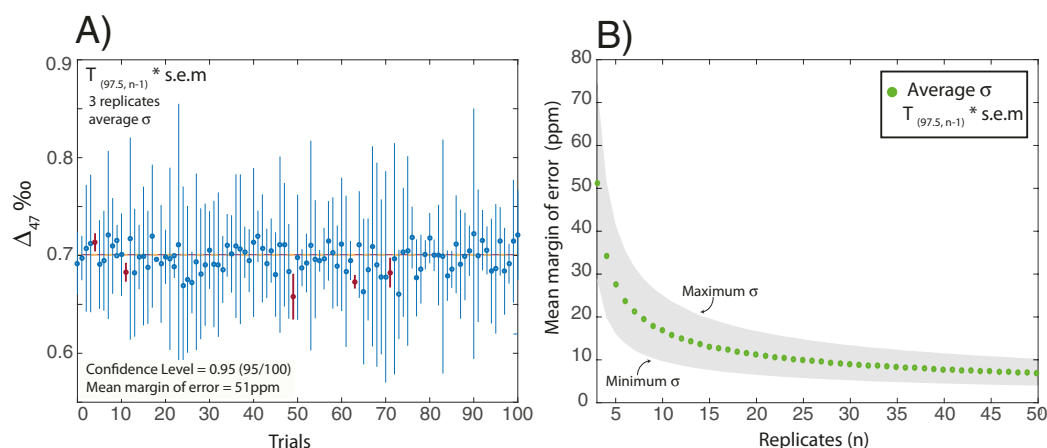 A)
Δ47 ‰
0.9
0.8
0.7
0.6
T (97.5, n-1) * s.e.m
3 replicates
average σ
Confidence Level = 0.95 (95/100)
Mean margin of error = 51ppm
0 10 20 30 40 50 60 70 80 90 100
Trials
B)
Mean margin of error (ppm)
80
70
60
50
40
30
20
10
0
Average σ
T (97.5, n-1) * s.e.m
Maximum σ
Minimum σ
5 10 15 20 25 30 35 40 45 50
Replicates (n)